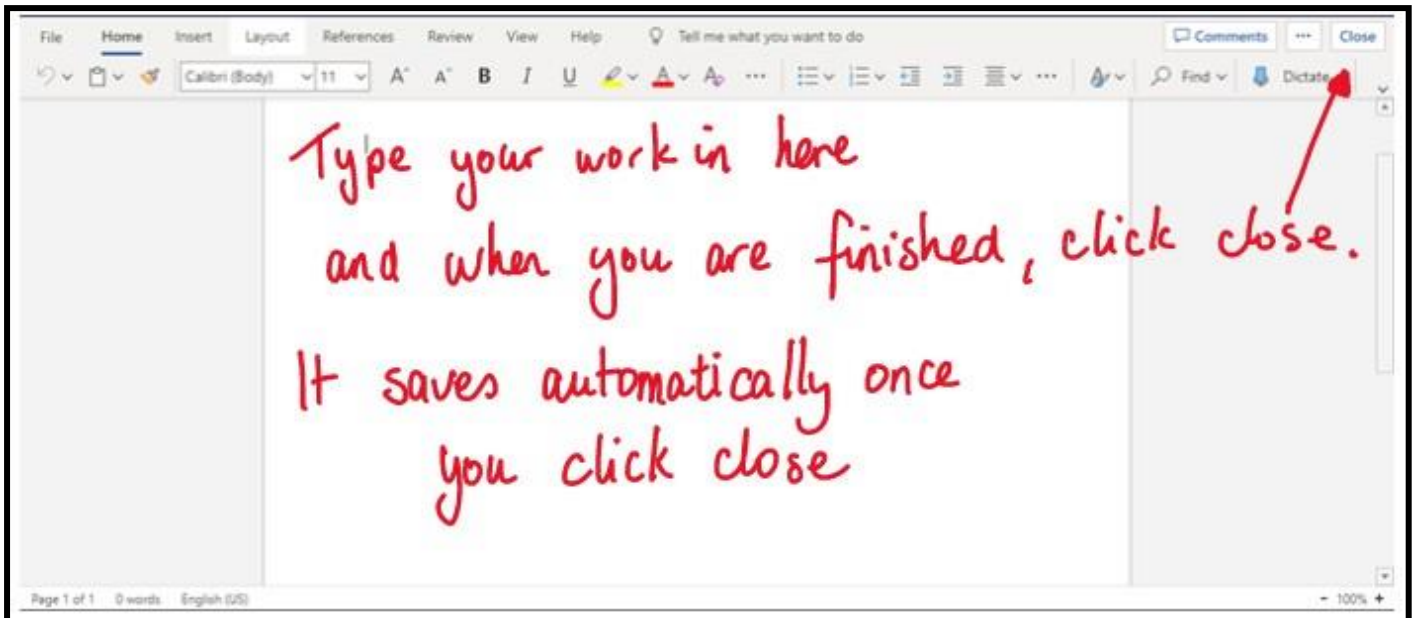 File Home Insert Layout References Review View Help Tell me what you want to do Comments ... Close
Calibri (Body) 11 A^ A˅ B I U A A ... ... A Find Dictate
Type your work in here
and when you are finished, click close.
It saves automatically once
you click close
Page 1 of 1 0 words English (US) - 100% +